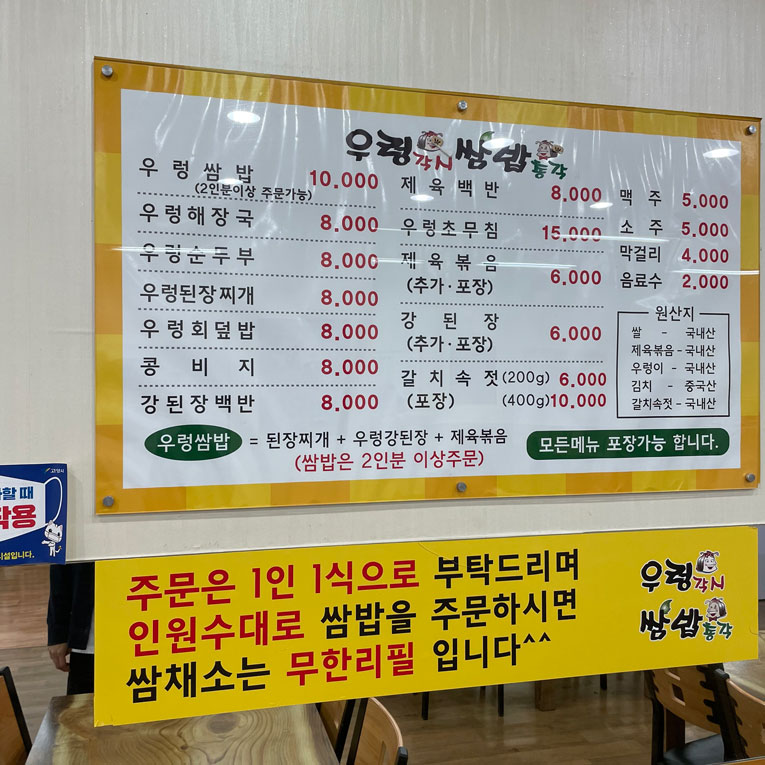 우렁각시 쌈밥총각
우렁쌈밥 10.000
(2인분이상 주문가능)
우렁해장국 8.000
우렁순두부 8.000
우렁된장찌개 8.000
우렁회덮밥 8.000
콩비지 8.000
강된장백반 8.000
제육백반 8.000
우렁초무침 15.000
제육볶음
(추가·포장) 6.000
강된장
(추가·포장) 6.000
갈치속젓(200g) 6.000
(포장) (400g)10.000
맥주 5.000
소주 5.000
막걸리 4.000
음료수 2.000
원산지
쌀 - 국내산
제육볶음 - 국내산
우렁이 - 국내산
김치 - 중국산
갈치속젓 - 국내산
우렁쌈밥 = 된장찌개 + 우렁강된장 + 제육볶음
(쌈밥은 2인분 이상주문)
모든메뉴 포장가능 합니다.
고양시
할 때
착용
시설입니다.
주문은 1인 1식으로 부탁드리며
인원수대로 쌈밥을 주문하시면
쌈채소는 무한리필 입니다^^
우렁각시
쌈밥총각